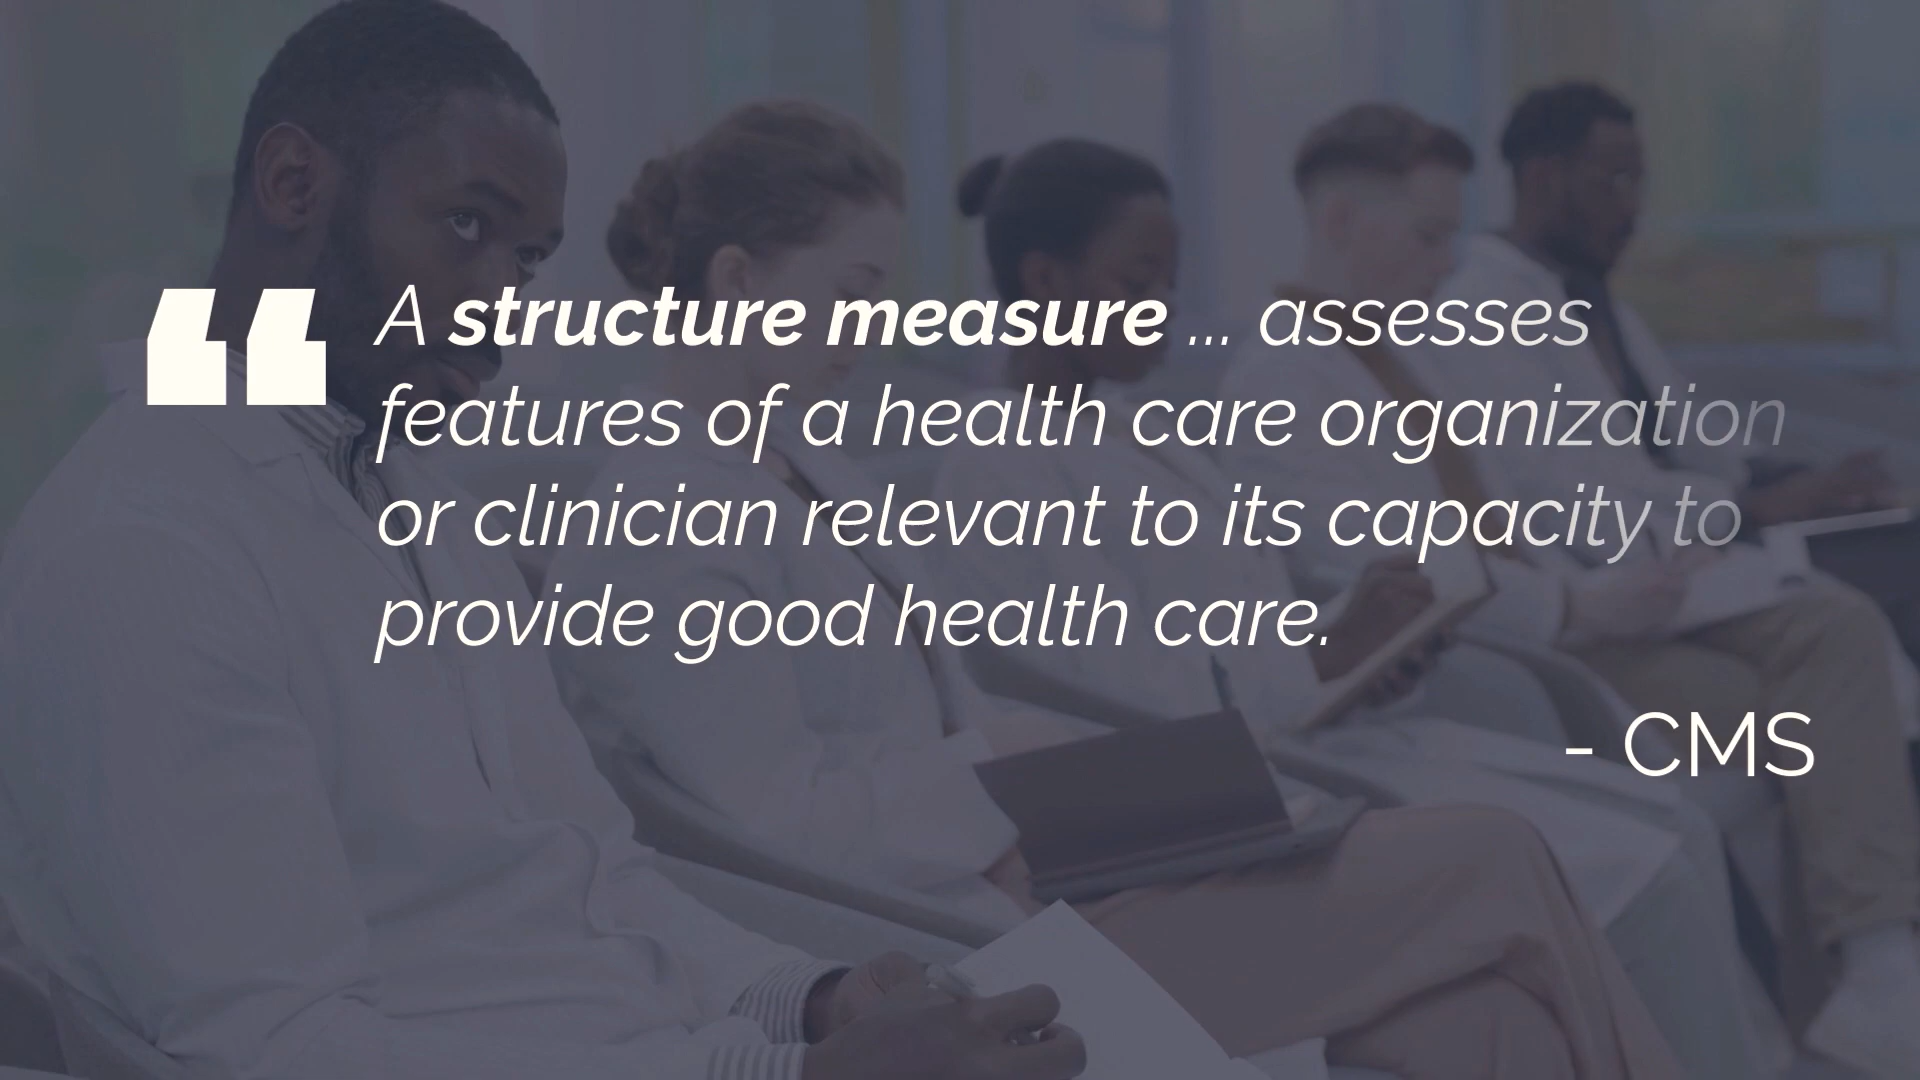 “
A structure measure ... assesses
features of a health care organization
or clinician relevant to its capacity to
provide good health care.
- CMS